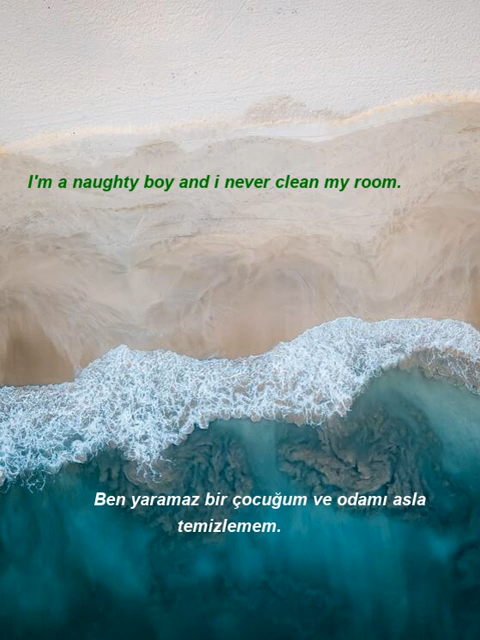 I'm a naughty boy and i never clean my room.
Ben yaramaz bir çocuğum ve odamı asla
temizlemem.